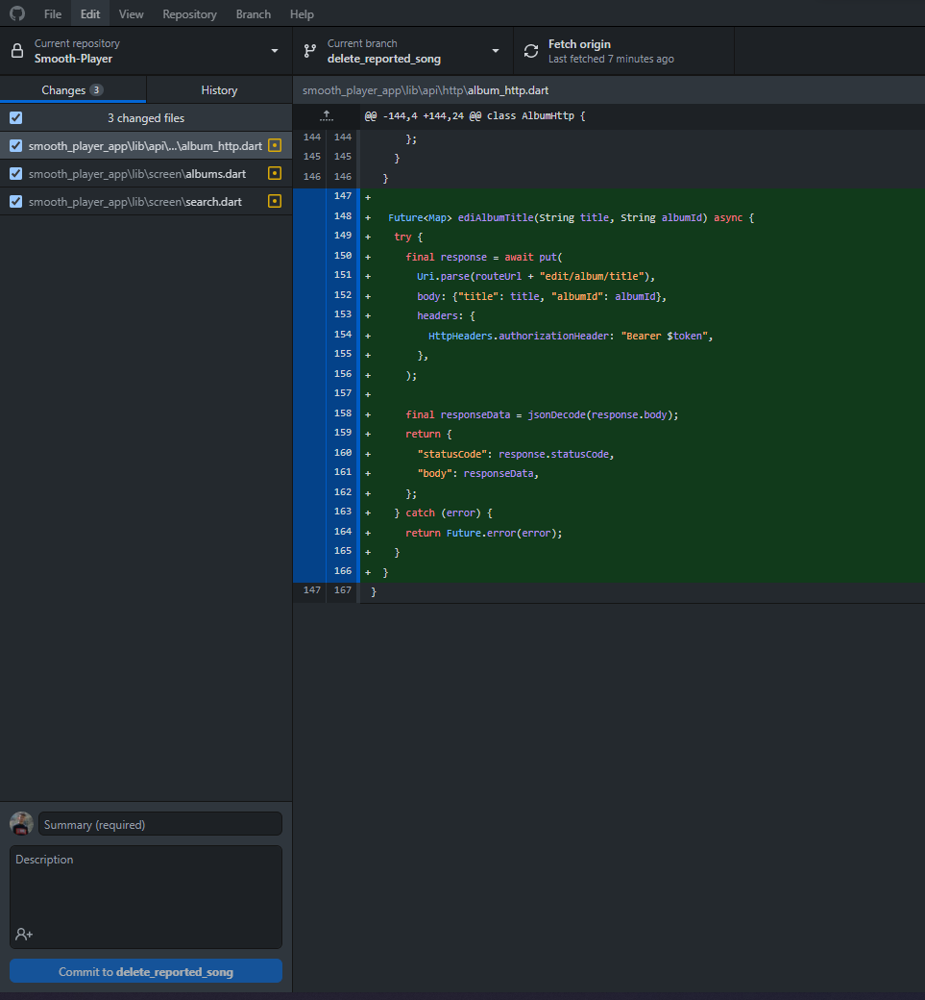 File Edit View Repository Branch Help
Current repository
Smooth-Player
Current branch
delete_reported_song
Fetch origin
Last fetched 7 minutes ago
Changes 3 History
smooth_player_app\lib\api\http\album_http.dart
3 changed files
smooth_player_app\lib\api\...\album_http.dart
smooth_player_app\lib\screen\albums.dart
smooth_player_app\lib\screen\search.dart
@@ -144,4 +144,24 @@ class AlbumHttp {
144 144 };
145 145 }
146 146 }
147 +
148 + Future<Map> ediAlbumTitle(String title, String albumId) async {
149 + try {
150 + final response = await put(
151 + Uri.parse(routeUrl + "edit/album/title"),
152 + body: {"title": title, "albumId": albumId},
153 + headers: {
154 + HttpHeaders.authorizationHeader: "Bearer $token",
155 + },
156 + );
157 +
158 + final responseData = jsonDecode(response.body);
159 + return {
160 + "statusCode": response.statusCode,
161 + "body": responseData,
162 + };
163 + } catch (error) {
164 + return Future.error(error);
165 + }
166 + }
147 167 }
Summary (required)
Description
Commit to delete_reported_song